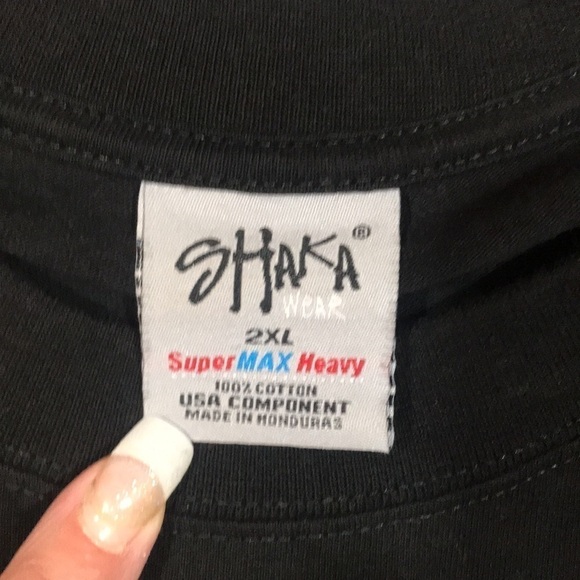 SHAKA®
WEAR
2XL
SuperMAX Heavy
100% COTTON
USA COMPONENT
MADE IN HONDURAS